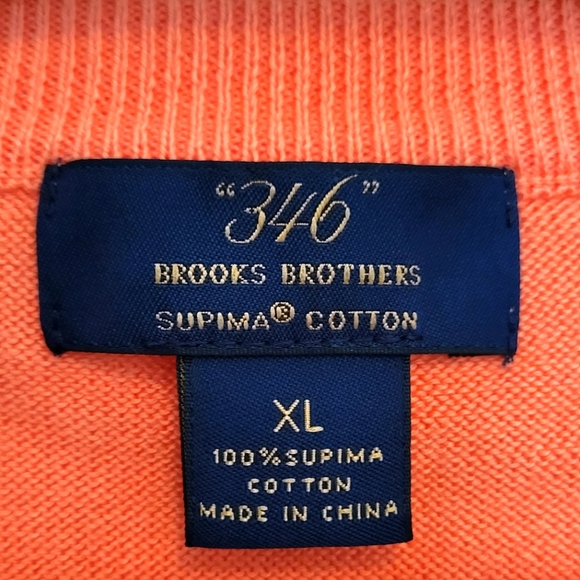 “346”
BROOKS BROTHERS
SUPIMA® COTTON
XL
100%SUPIMA
COTTON
MADE IN CHINA